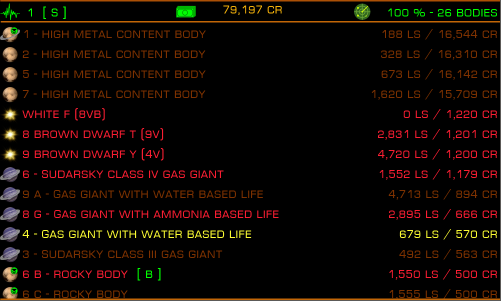 1 [ S ] 79,197 CR 100 % - 26 BODIES
1 - HIGH METAL CONTENT BODY 188 LS / 16,544 CR
2 - HIGH METAL CONTENT BODY 328 LS / 16,310 CR
5 - HIGH METAL CONTENT BODY 673 LS / 16,142 CR
7 - HIGH METAL CONTENT BODY 1,620 LS / 15,709 CR
WHITE F [8VB] 0 LS / 1,220 CR
8 BROWN DWARF T [9V] 2,831 LS / 1,201 CR
9 BROWN DWARF Y [4V] 4,720 LS / 1,200 CR
6 - SUDARSKY CLASS IV GAS GIANT 1,552 LS / 1,179 CR
9 A - GAS GIANT WITH WATER BASED LIFE 4,713 LS / 894 CR
8 G - GAS GIANT WITH AMMONIA BASED LIFE 2,895 LS / 666 CR
4 - GAS GIANT WITH WATER BASED LIFE 679 LS / 570 CR
3 - SUDARSKY CLASS III GAS GIANT 492 LS / 563 CR
6 B - ROCKY BODY [ B ] 1,550 LS / 500 CR
6 C - ROCKY BODY 1,555 LS / 500 CR